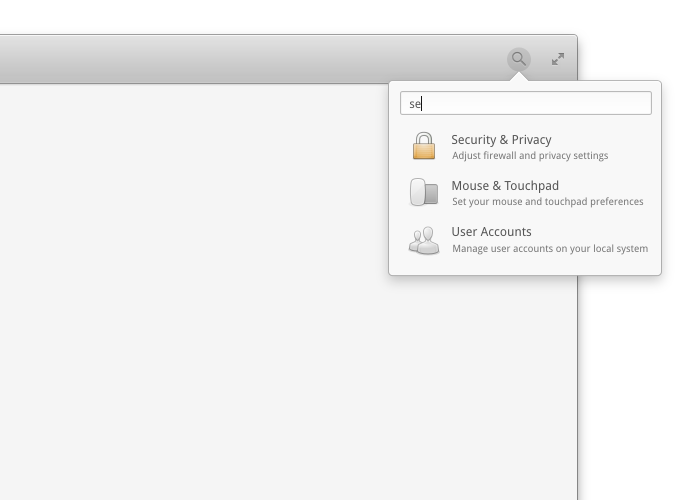 se
Security & Privacy
Adjust firewall and privacy settings
Mouse & Touchpad
Set your mouse and touchpad preferences
User Accounts
Manage user accounts on your local system